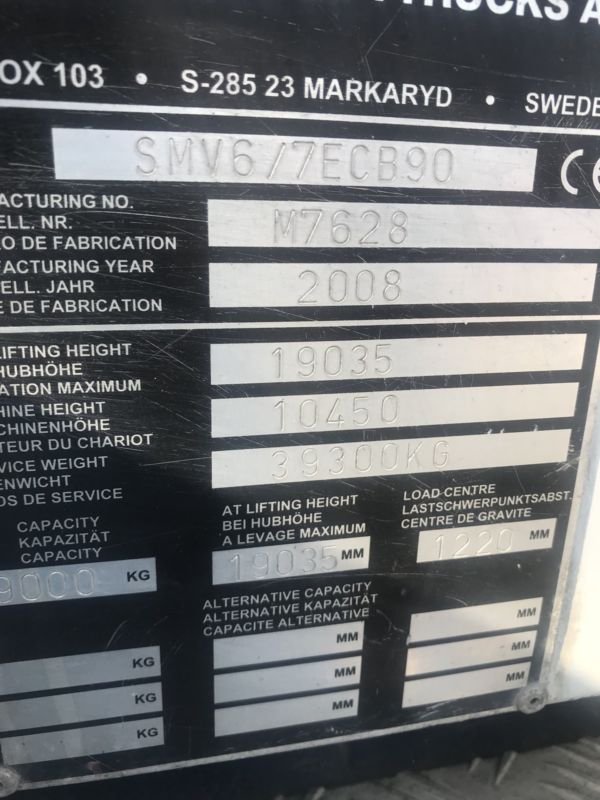 TRUCKS A
OX 103 • S-285 23 MARKARYD • SWEDE
SMV6/7ECB90
CE
FACTURING NO.
ELL. NR.
O DE FABRICATION
M7628
FACTURING YEAR
ELL. JAHR
E DE FABRICATION
2008
LIFTING HEIGHT
HUBHÖHE
ATION MAXIMUM
19035
HINE HEIGHT
CHINENHÖHE
TEUR DU CHARIOT
10450
VICE WEIGHT
ENWICHT
DS DE SERVICE
39300KG
CAPACITY
KAPAZITÄT
CAPACITY
9000 KG
AT LIFTING HEIGHT
BEI HUBHÖHE
A LEVAGE MAXIMUM
19035 MM
LOAD CENTRE
LASTSCHWERPUNKTSABST.
CENTRE DE GRAVITE
1220 MM
ALTERNATIVE CAPACITY
ALTERNATIVE KAPAZITÄT
CAPACITE ALTERNATIVE
KG MM MM
KG MM MM
KG MM MM